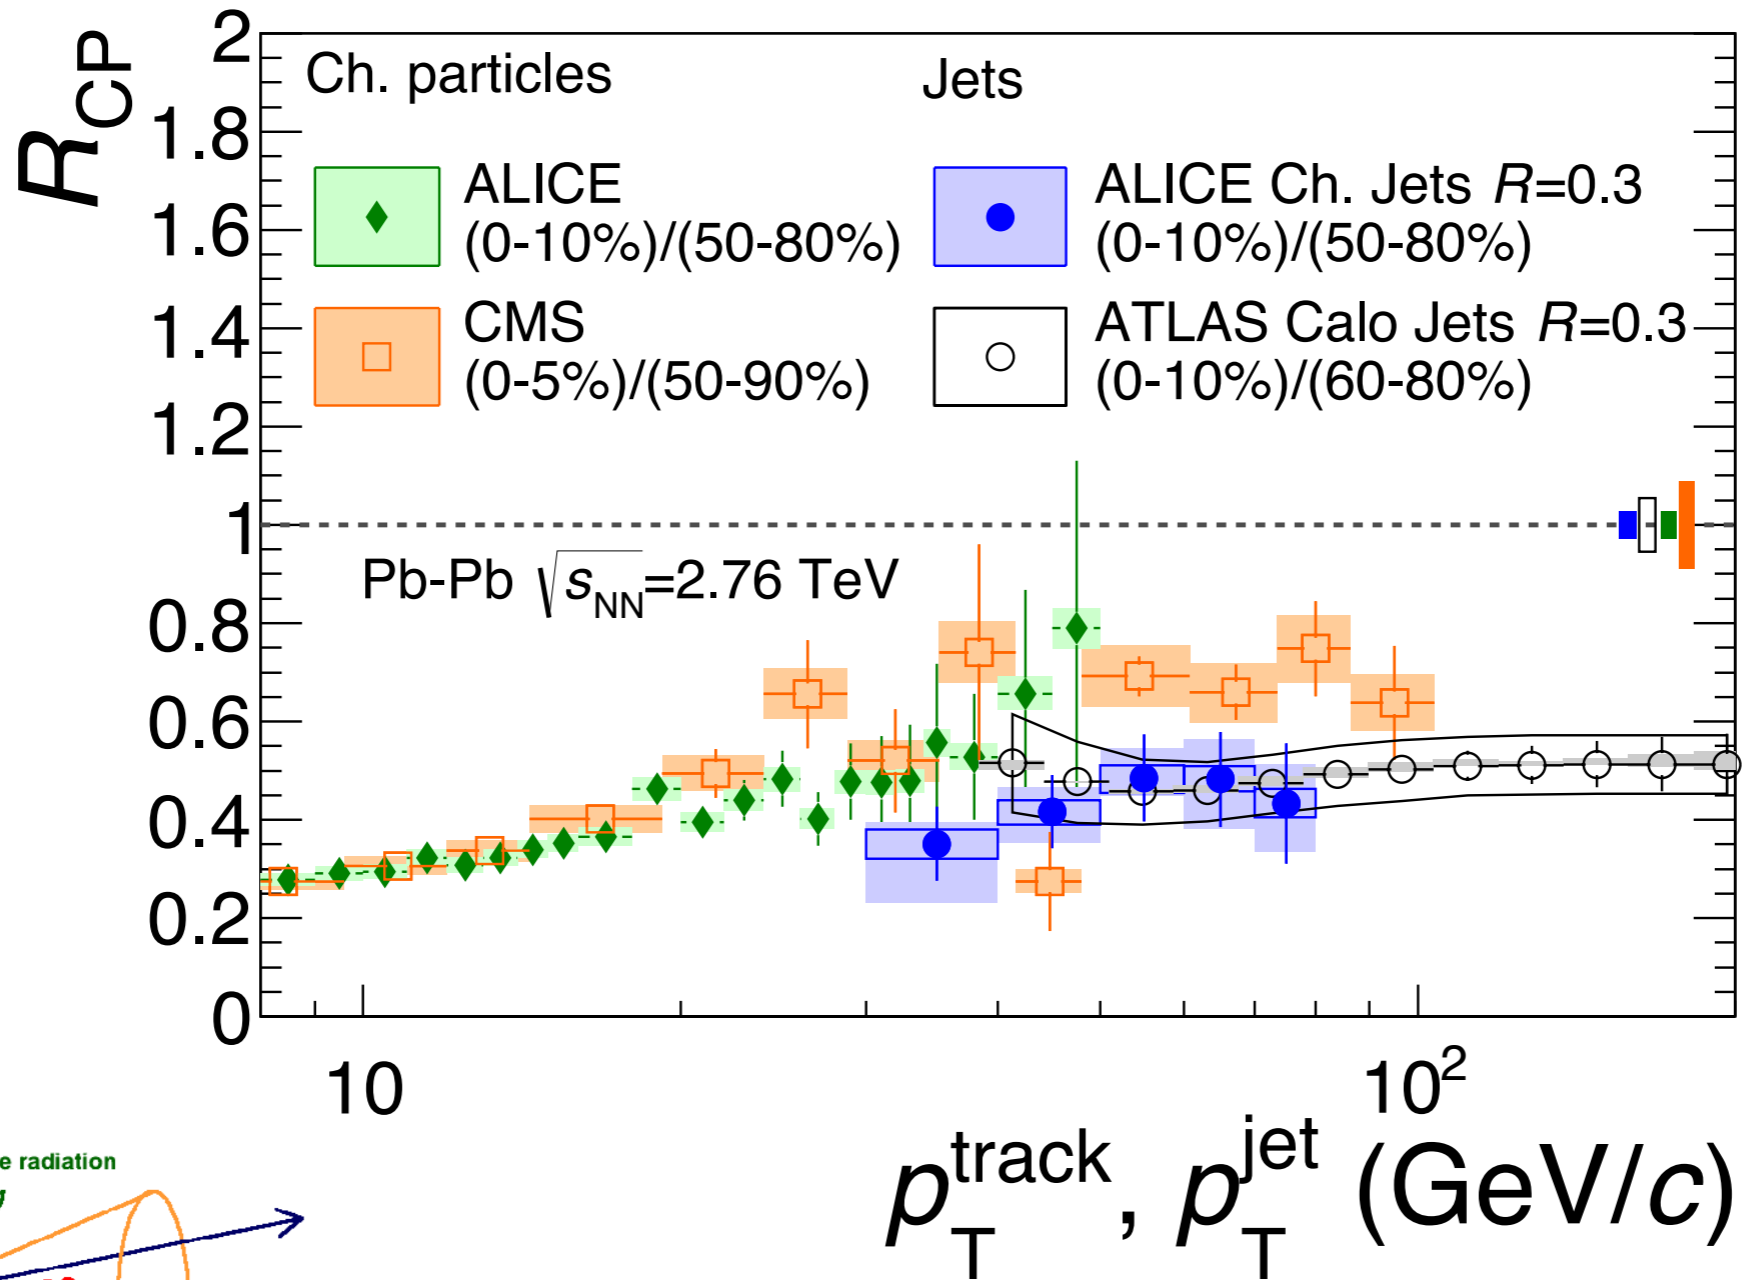 R_CP
2
1.8
1.6
1.4
1.2
1
0.8
0.6
0.4
0.2
0
Ch. particles
Jets
ALICE
(0-10%)/(50-80%)
ALICE Ch. Jets R=0.3
(0-10%)/(50-80%)
CMS
(0-5%)/(50-90%)
ATLAS Calo Jets R=0.3
(0-10%)/(60-80%)
Pb-Pb √s_NN=2.76 TeV
10
10²
p_T^track, p_T^jet (GeV/c)
radiation